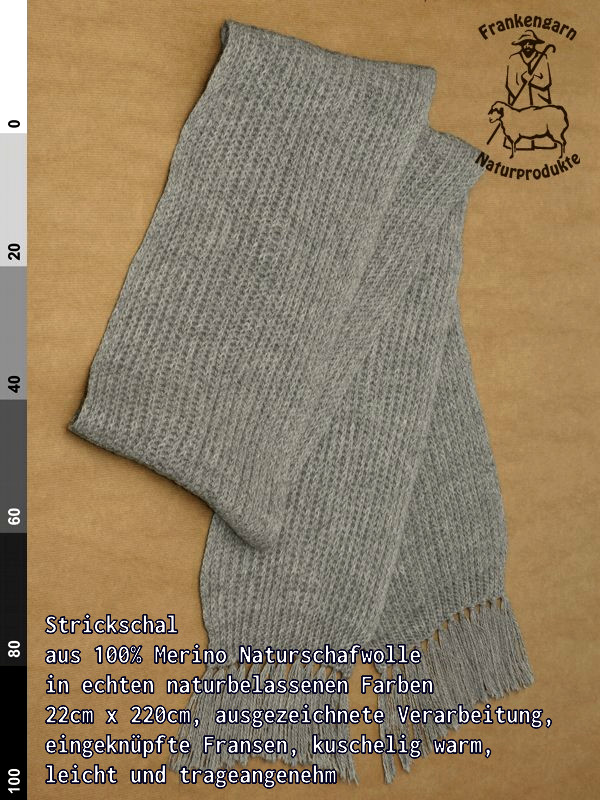 Frankengarn
Naturprodukte
0
20
40
60
80
100
Strickschal
aus 100% Merino Naturschafwolle
in echten naturbelassenen Farben
22cm x 220cm, ausgezeichnete Verarbeitung,
eingeknüpfte Fransen, kuschelig warm,
leicht und trageangenehm